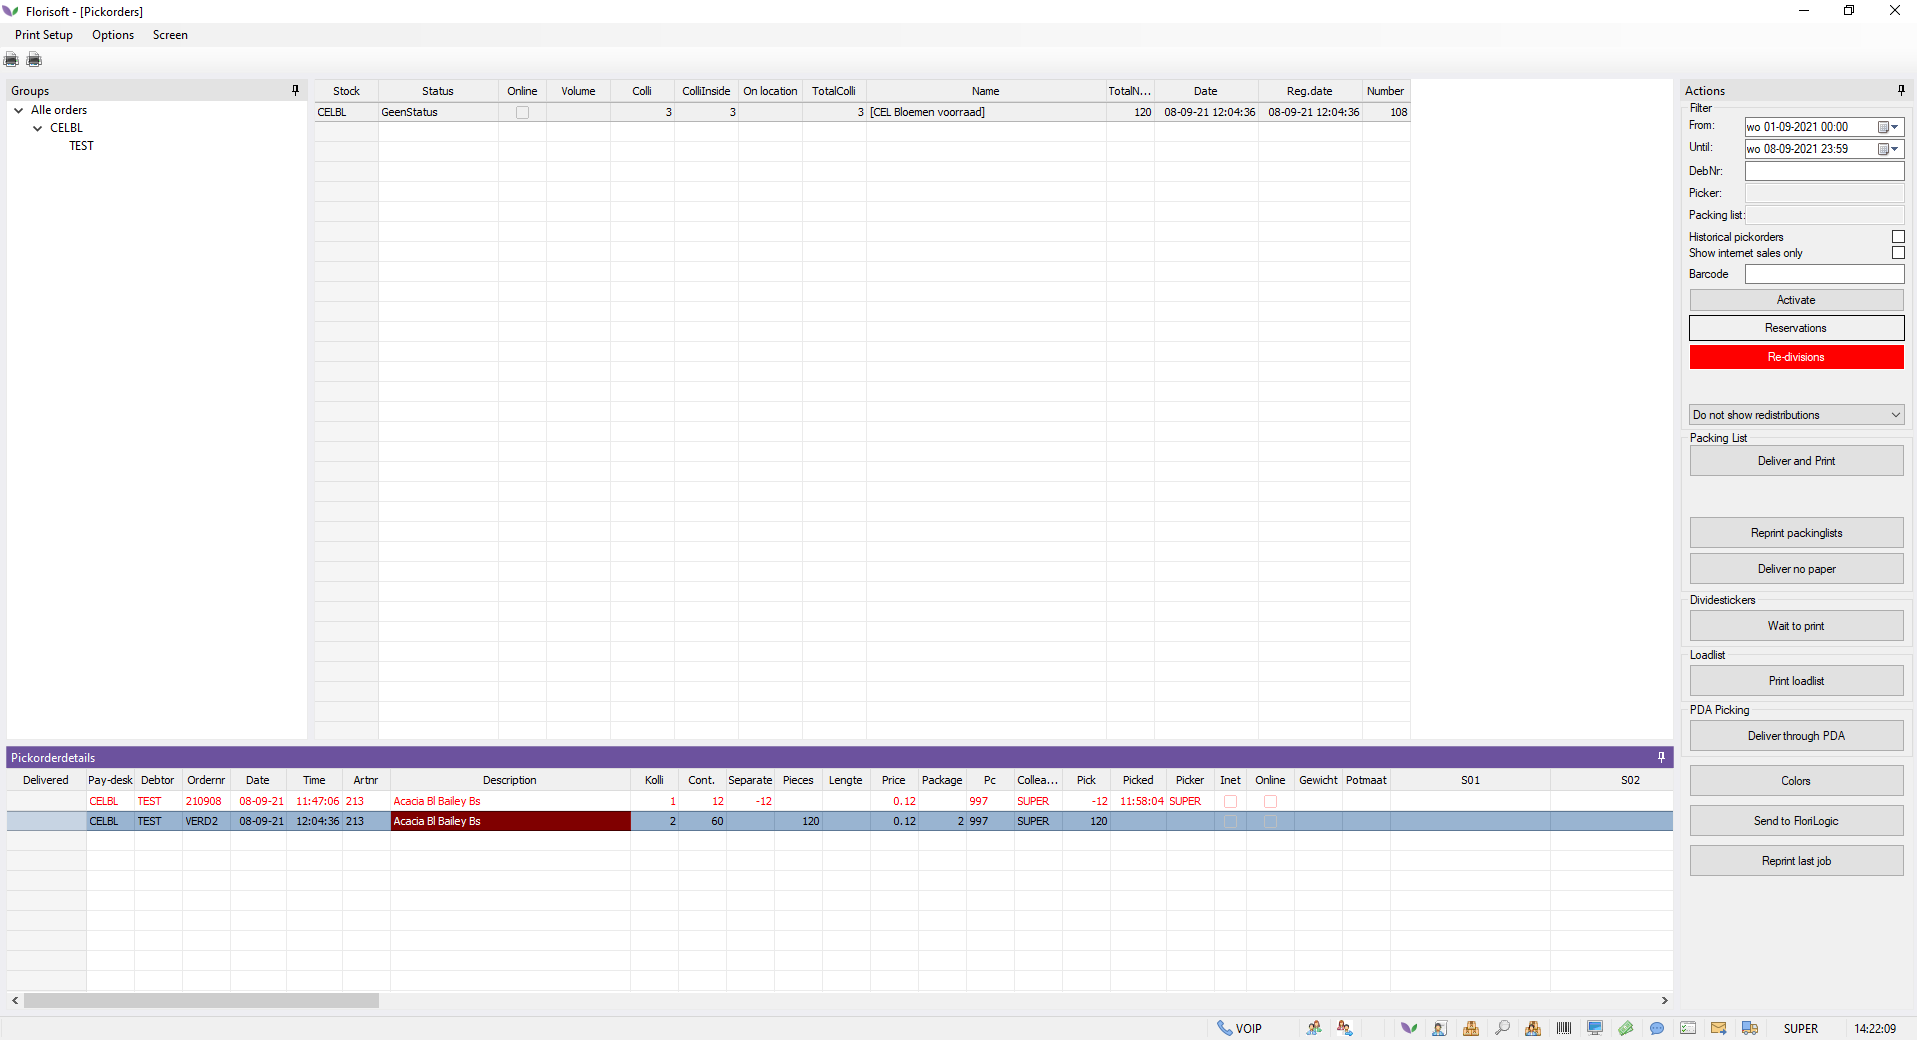 Florisoft - [Pickorders]
Print Setup Options Screen
Groups
Alle orders
CELBL
TEST
Stock Status Online Volume Colli ColliInside On location TotalColli Name TotalN... Date Reg.date Number
CELBL GeenStatus 3 3 3 [CEL Bloemen voorraad] 120 08-09-21 12:04:36 08-09-21 12:04:36 108
Actions
Filter
From: wo 01-09-2021 00:00
Until: wo 08-09-2021 23:59
DebNr:
Picker:
Packing list:
Historical pickorders
Show internet sales only
Barcode
Activate
Reservations
Re-divisions
Do not show redistributions
Packing List
Deliver and Print
Reprint packinglists
Deliver no paper
Dividestickers
Wait to print
Loadlist
Print loadlist
PDA Picking
Deliver through PDA
Colors
Send to FloriLogic
Reprint last job
Pickorderdetails
Delivered Pay-desk Debtor Ordernr Date Time Artnr Description Kolli Cont. Separate Pieces Lengte Price Package Pc Collea... Pick Picked Picker Inet Online Gewicht Potmaat S01 S02
CELBL TEST 210908 08-09-21 11:47:06 213 Acacia Bl Bailey Bs 1 12 -12 0.12 997 SUPER -12 11:58:04 SUPER
CELBL TEST VERD2 08-09-21 12:04:36 213 Acacia Bl Bailey Bs 2 60 120 0.12 2 997 SUPER 120
VOIP SUPER 14:22:09